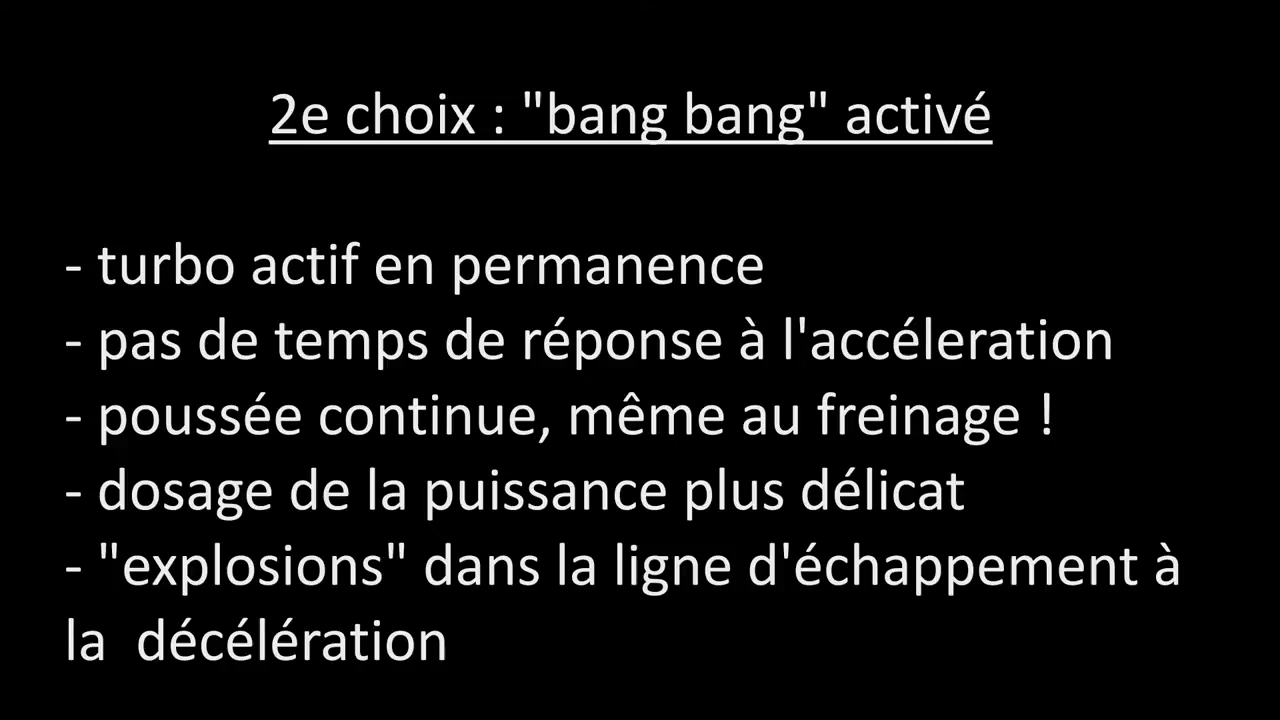 2e choix : "bang bang" activé
- turbo actif en permanence
- pas de temps de réponse à l'accéleration
- poussée continue, même au freinage !
- dosage de la puissance plus délicat
- "explosions" dans la ligne d'échappement à
la  décélération